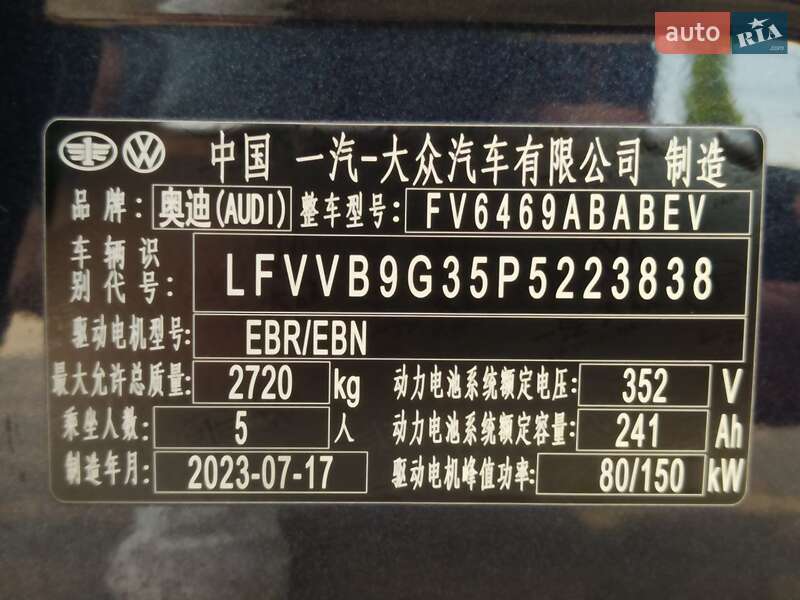 auto RIA.com
中国 一汽-大众汽车有限公司 制造
品牌: 奥迪(AUDI) 整车型号: FV6469ABABEV
车辆识别代号: LFVVB9G35P5223838
驱动电机型号: EBR/EBN
最大允许总质量: 2720 kg 动力电池系统额定电压: 352 V
乘坐人数: 5 人 动力电池系统额定容量: 241 Ah
制造年月: 2023-07-17 驱动电机峰值功率: 80/150 kW